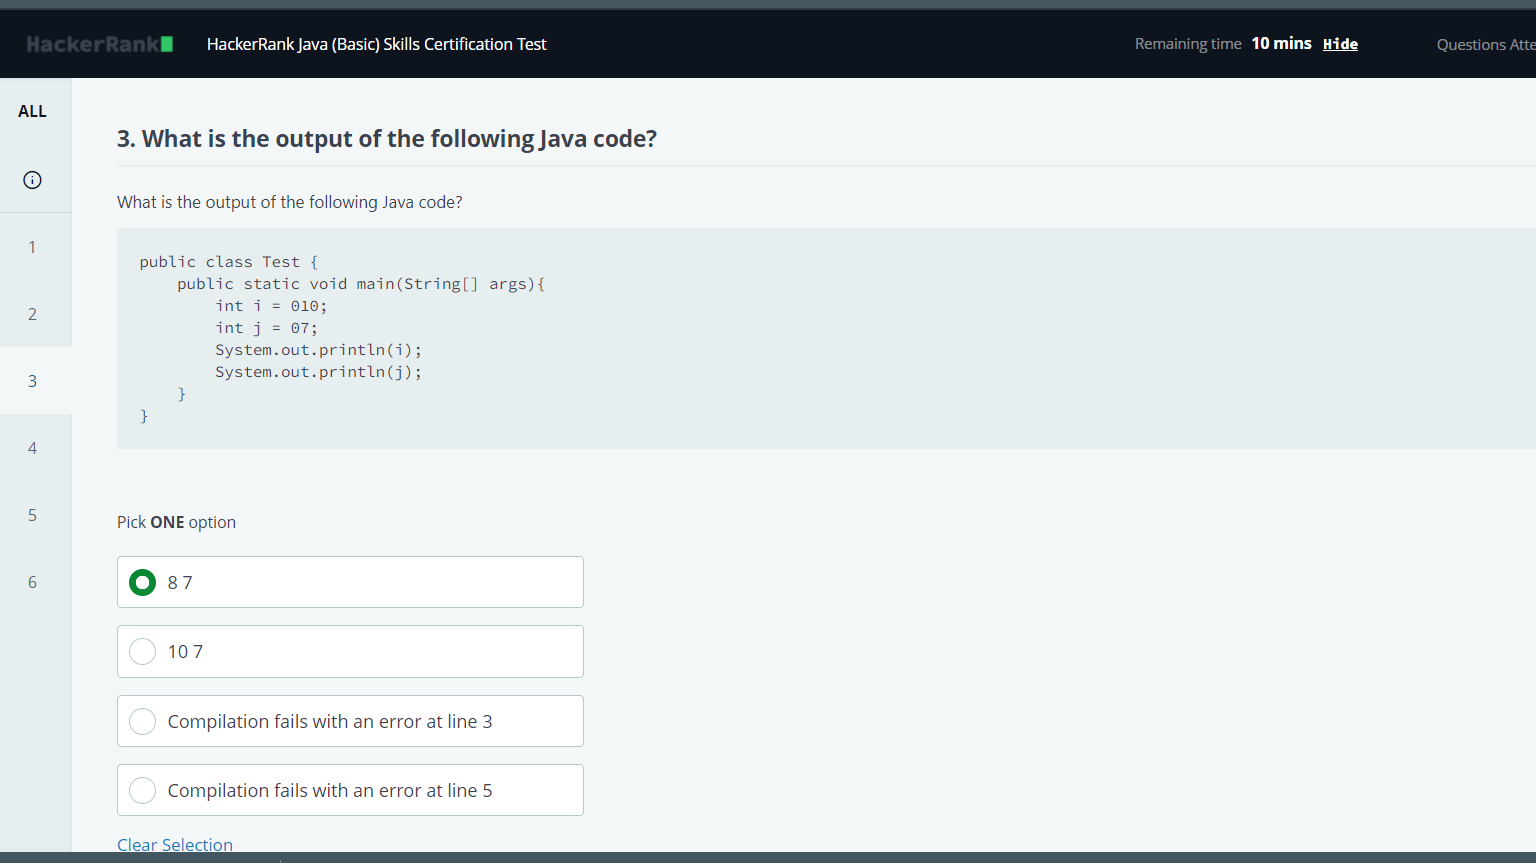 HackerRank
HackerRank Java (Basic) Skills Certification Test
Remaining time 10 mins Hide
Questions Atte
ALL
1
2
3
4
5
6
3. What is the output of the following Java code?
What is the output of the following Java code?
public class Test {
    public static void main(String[] args){
        int i = 010;
        int j = 07;
        System.out.println(i);
        System.out.println(j);
    }
}
Pick ONE option
8 7
10 7
Compilation fails with an error at line 3
Compilation fails with an error at line 5
Clear Selection